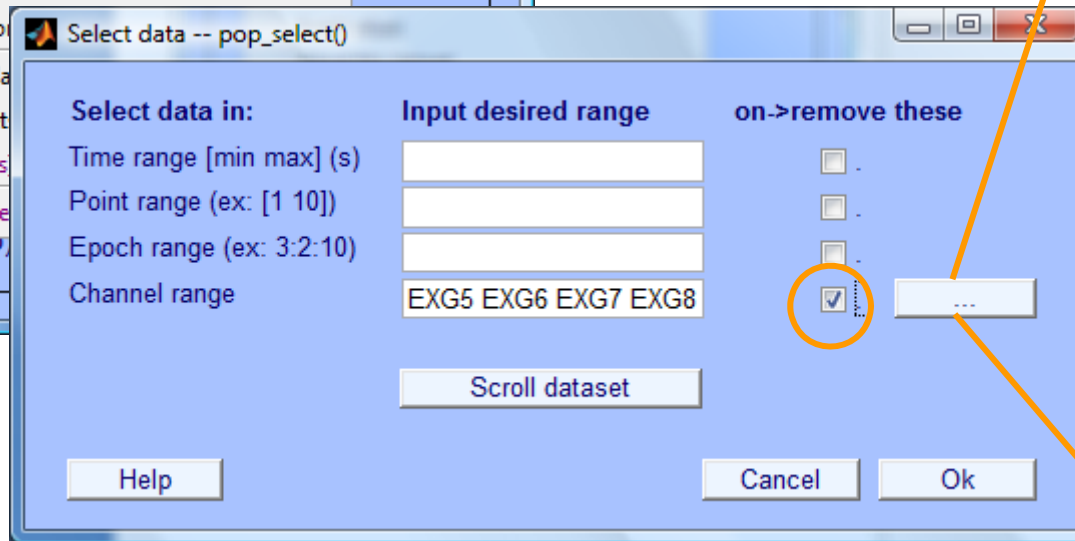 Select data -- pop_select()
Select data in: Input desired range on->remove these
Time range [min max] (s) .
Point range (ex: [1 10]) .
Epoch range (ex: 3:2:10) .
Channel range EXG5 EXG6 EXG7 EXG8 . ...
Scroll dataset
Help Cancel Ok